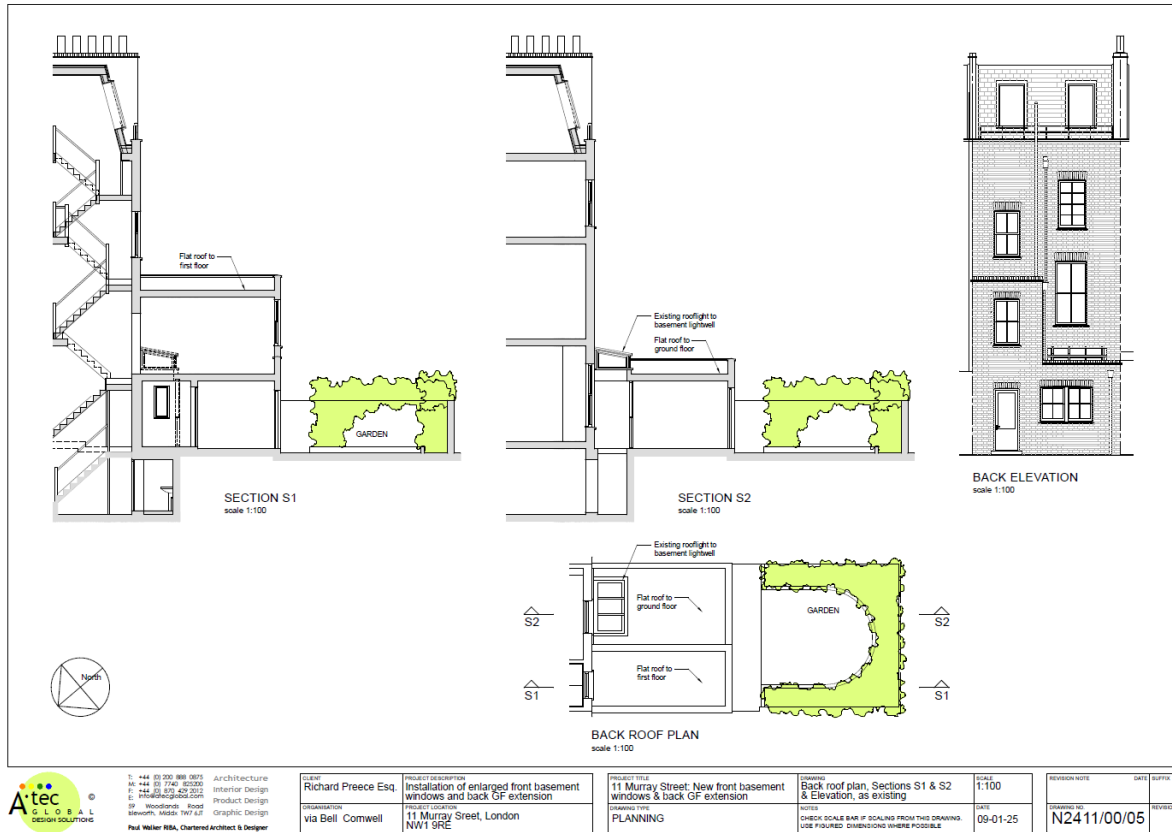 Flat roof to
first floor
Existing rooflight to
basement lightwell
Flat roof to
ground floor
GARDEN
GARDEN
SECTION S1
scale 1:100
SECTION S2
scale 1:100
BACK ELEVATION
scale 1:100
Existing rooflight to
basement lightwell
Flat roof to
ground floor
GARDEN
S2
S2
Flat roof to
first floor
S1
S1
North
BACK ROOF PLAN
scale 1:100
A•tec ©
GLOBAL
DESIGN SOLUTIONS
T: +44 (0) 200 888 0875
M: +44 (0) 7740 825200
F: +44 (0) 870 429 2012
E: info@atecglobal.com
59 Woodlands Road
Isleworth, Middx TW7 6JT
Paul Walker RIBA, Chartered Architect & Designer
Architecture
Interior Design
Product Design
Graphic Design
CLIENT
Richard Preece Esq.
ORGANISATION
via Bell Cornwell
PROJECT DESCRIPTION
Installation of enlarged front basement
windows and back GF extension
PROJECT LOCATION
11 Murray Sreet, London
NW1 9RE
PROJECT TITLE
11 Murray Street: New front basement
windows & back GF extension
DRAWING TYPE
PLANNING
DRAWING
Back roof plan, Sections S1 & S2
& Elevation, as existing
NOTES
CHECK SCALE BAR IF SCALING FROM THIS DRAWING.
USE FIGURED DIMENSIONS WHERE POSSIBLE
SCALE
1:100
DATE
09-01-25
REVISION NOTE DATE SUFFIX
DRAWING NO.
N2411/00/05